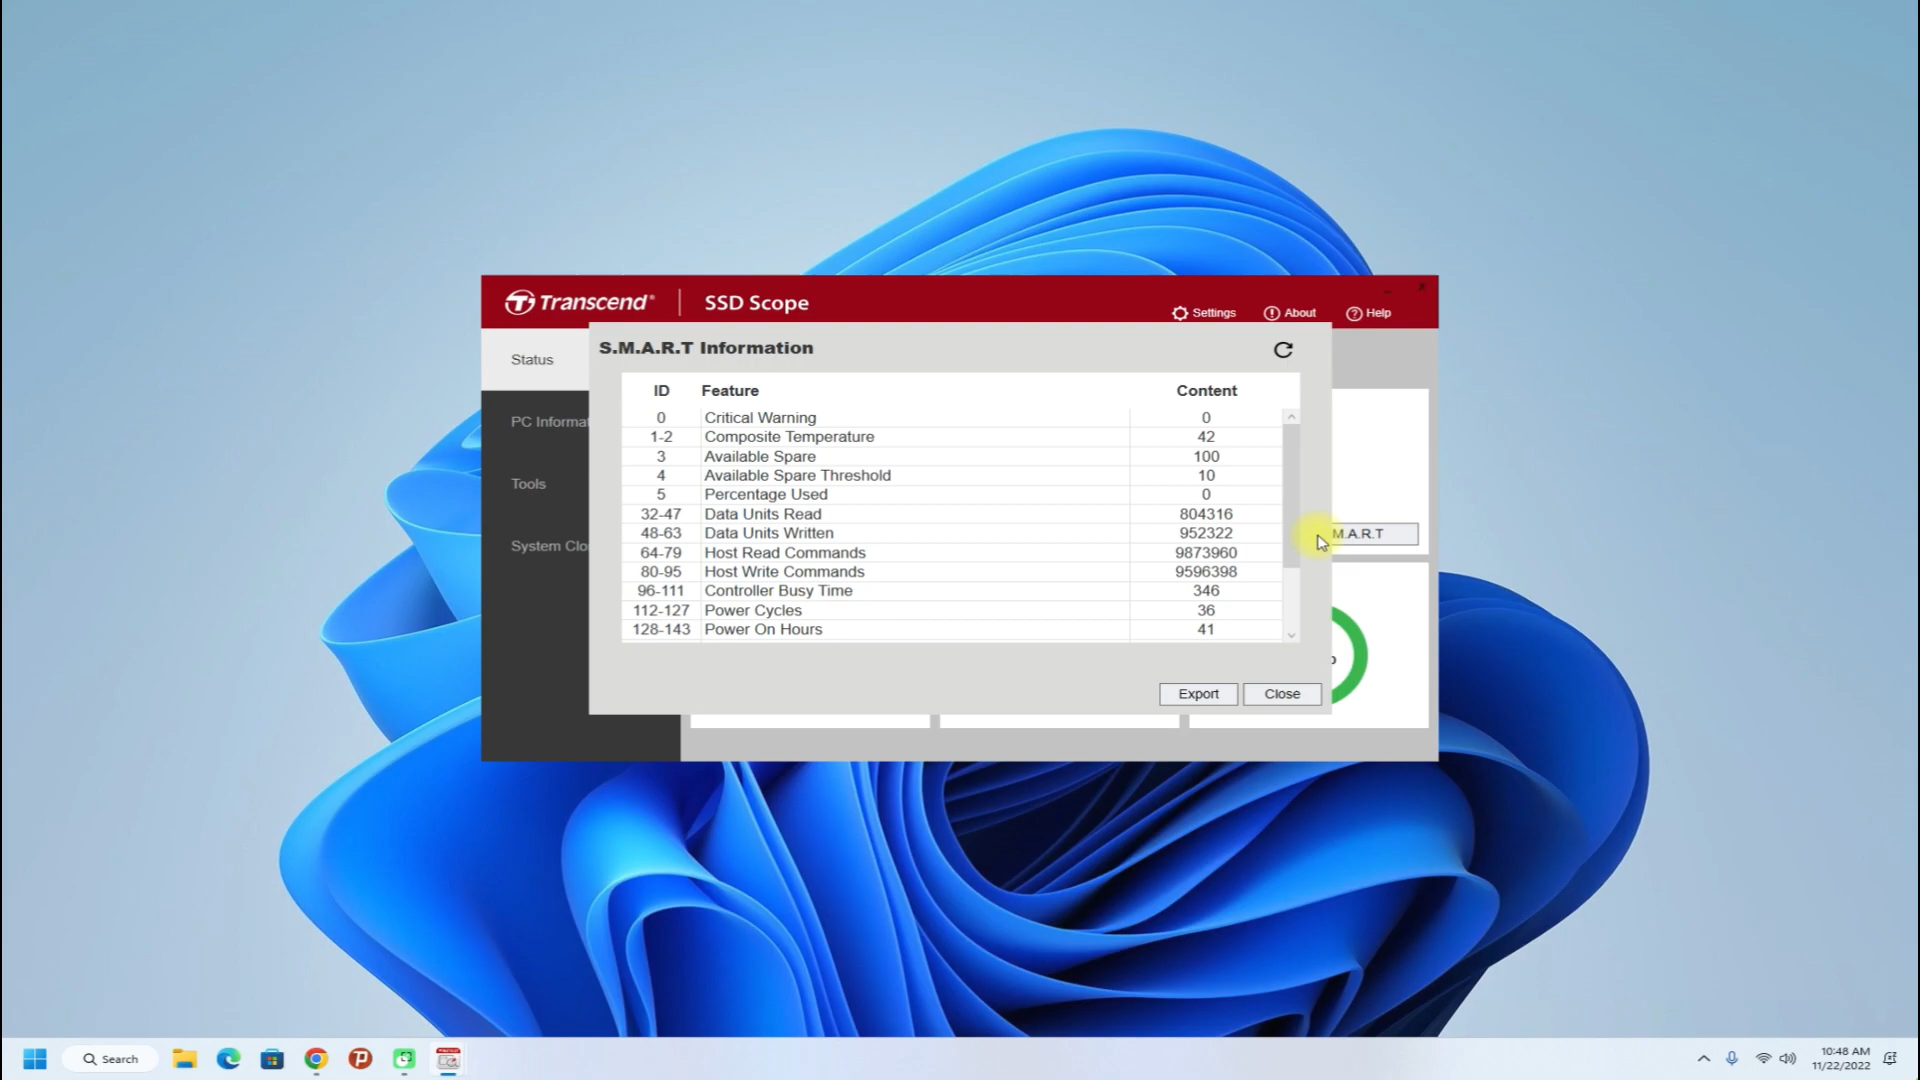 Transcend®
SSD Scope
Settings
About
Help
Status
PC Informat
Tools
System Clo
S.M.A.R.T Information
ID Feature Content
0 Critical Warning 0
1-2 Composite Temperature 42
3 Available Spare 100
4 Available Spare Threshold 10
5 Percentage Used 0
32-47 Data Units Read 804316
48-63 Data Units Written 952322
64-79 Host Read Commands 9873960
80-95 Host Write Commands 9596398
96-111 Controller Busy Time 346
112-127 Power Cycles 36
128-143 Power On Hours 41
M.A.R.T
Export
Close
Search
10:48 AM
11/22/2022